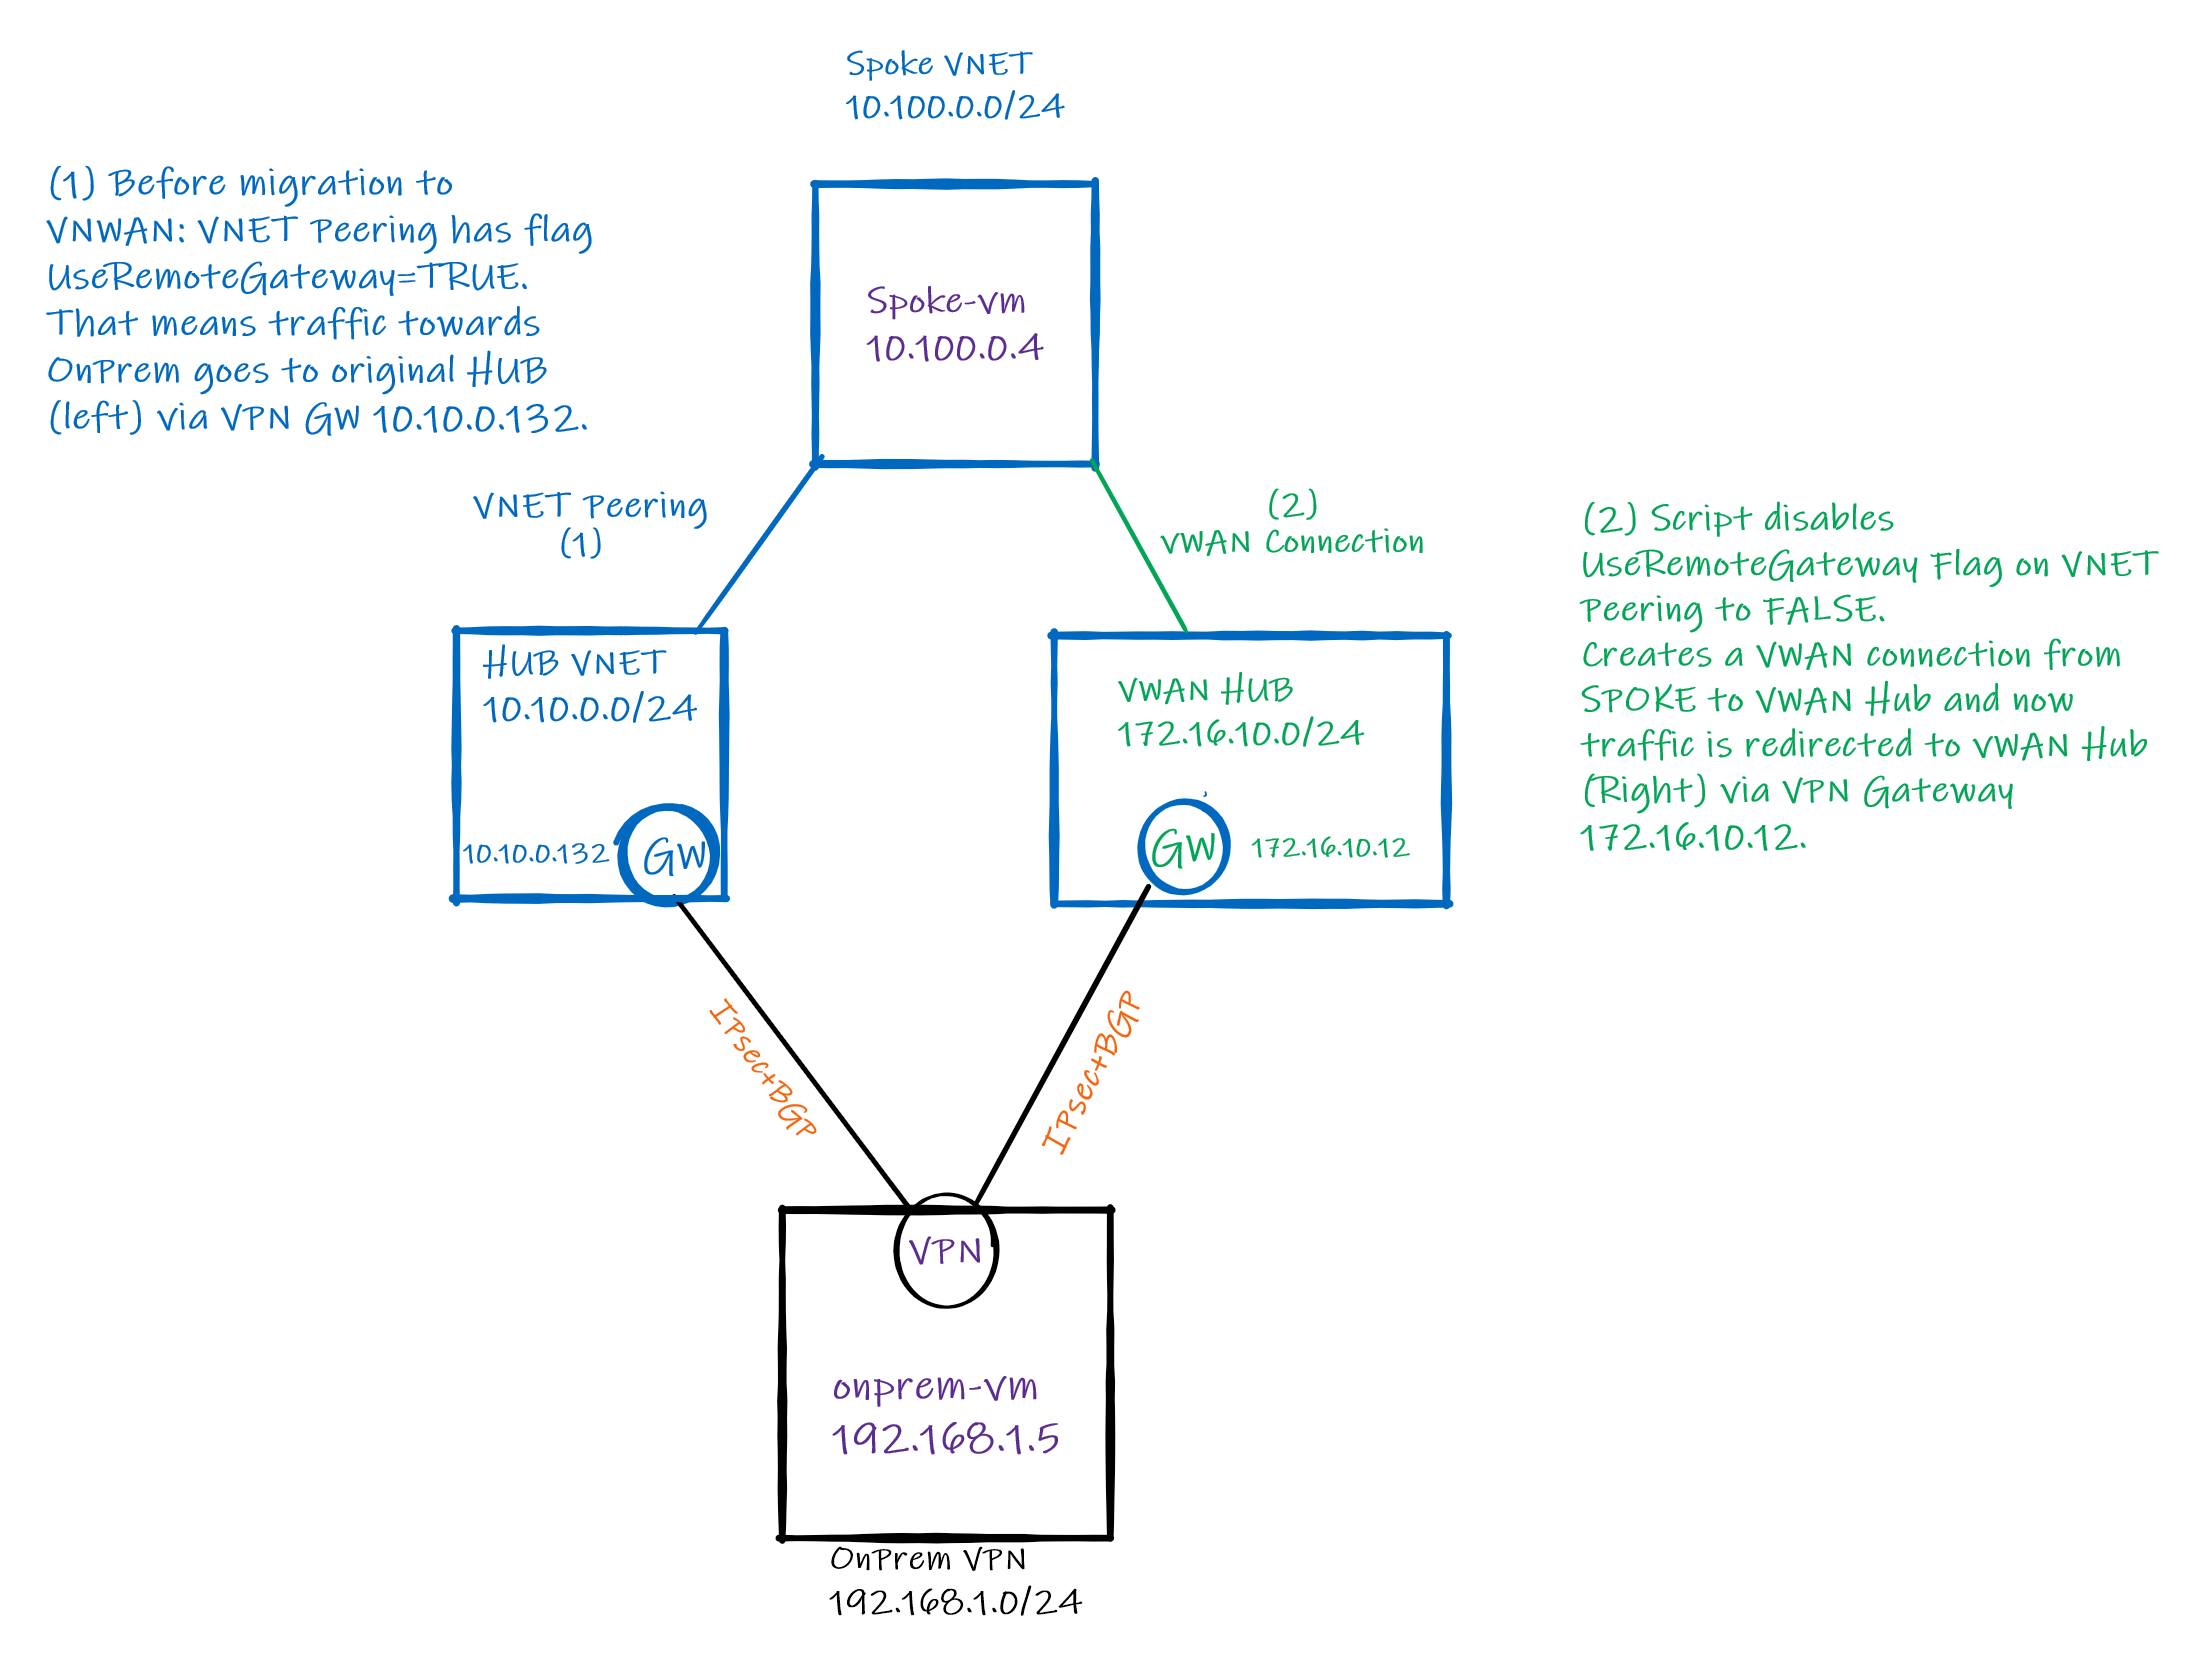 Spoke VNET
10.100.0.0/24
(1) Before migration to
VNWAN: VNET Peering has flag
UseRemoteGateway=TRUE.
That means traffic towards
OnPrem goes to original HUB
(left) via VPN GW 10.10.0.132.
Spoke-vm
10.100.0.4
VNET Peering
(1)
(2)
VWAN Connection
(2) Script disables
UseRemoteGateway Flag on VNET
Peering to FALSE.
Creates a VWAN connection from
SPOKE to VWAN Hub and now
traffic is redirected to VWAN Hub
(Right) via VPN Gateway
172.16.10.12.
HUB VNET
10.10.0.0/24
10.10.0.132
GW
VWAN HUB
172.16.10.0/24
GW
172.16.10.12
IPsec+BGP
IPsec+BGP
VPN
onprem-vm
192.168.1.5
OnPrem VPN
192.168.1.0/24